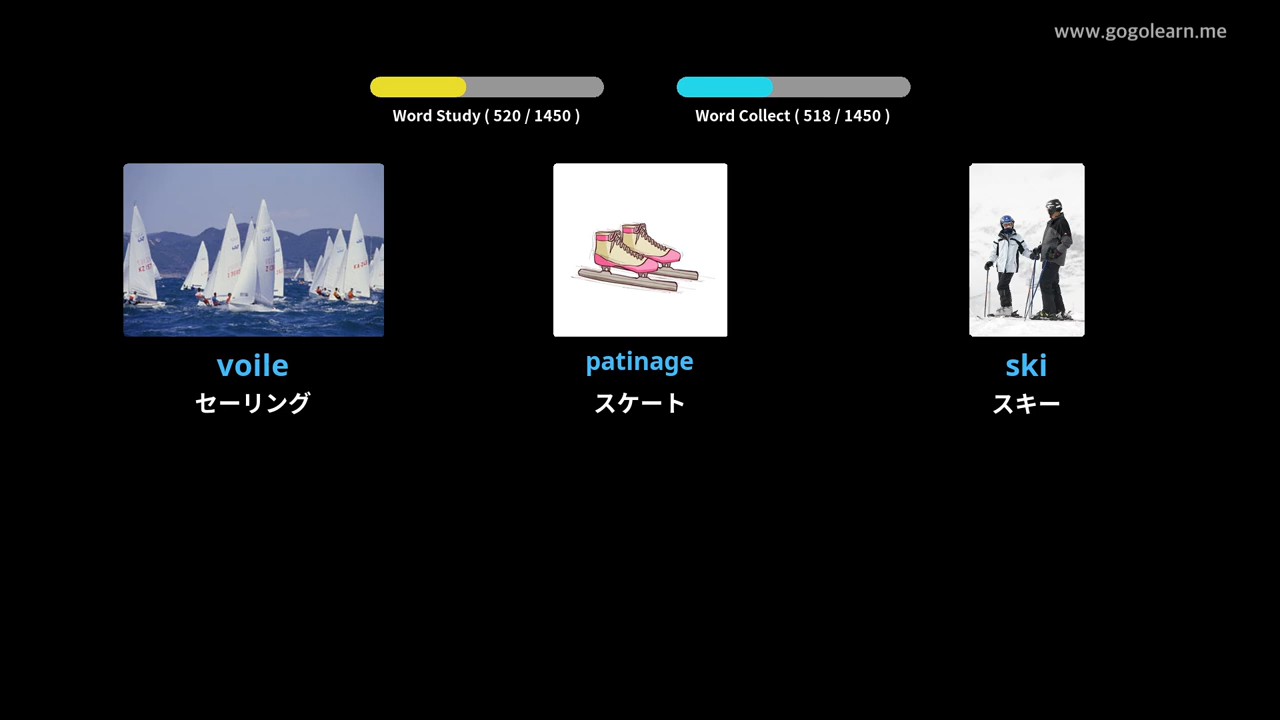 www.gogolearn.me
Word Study ( 520 / 1450 )
Word Collect ( 518 / 1450 )
voile
patinage
ski
セーリング
スケート
スキー